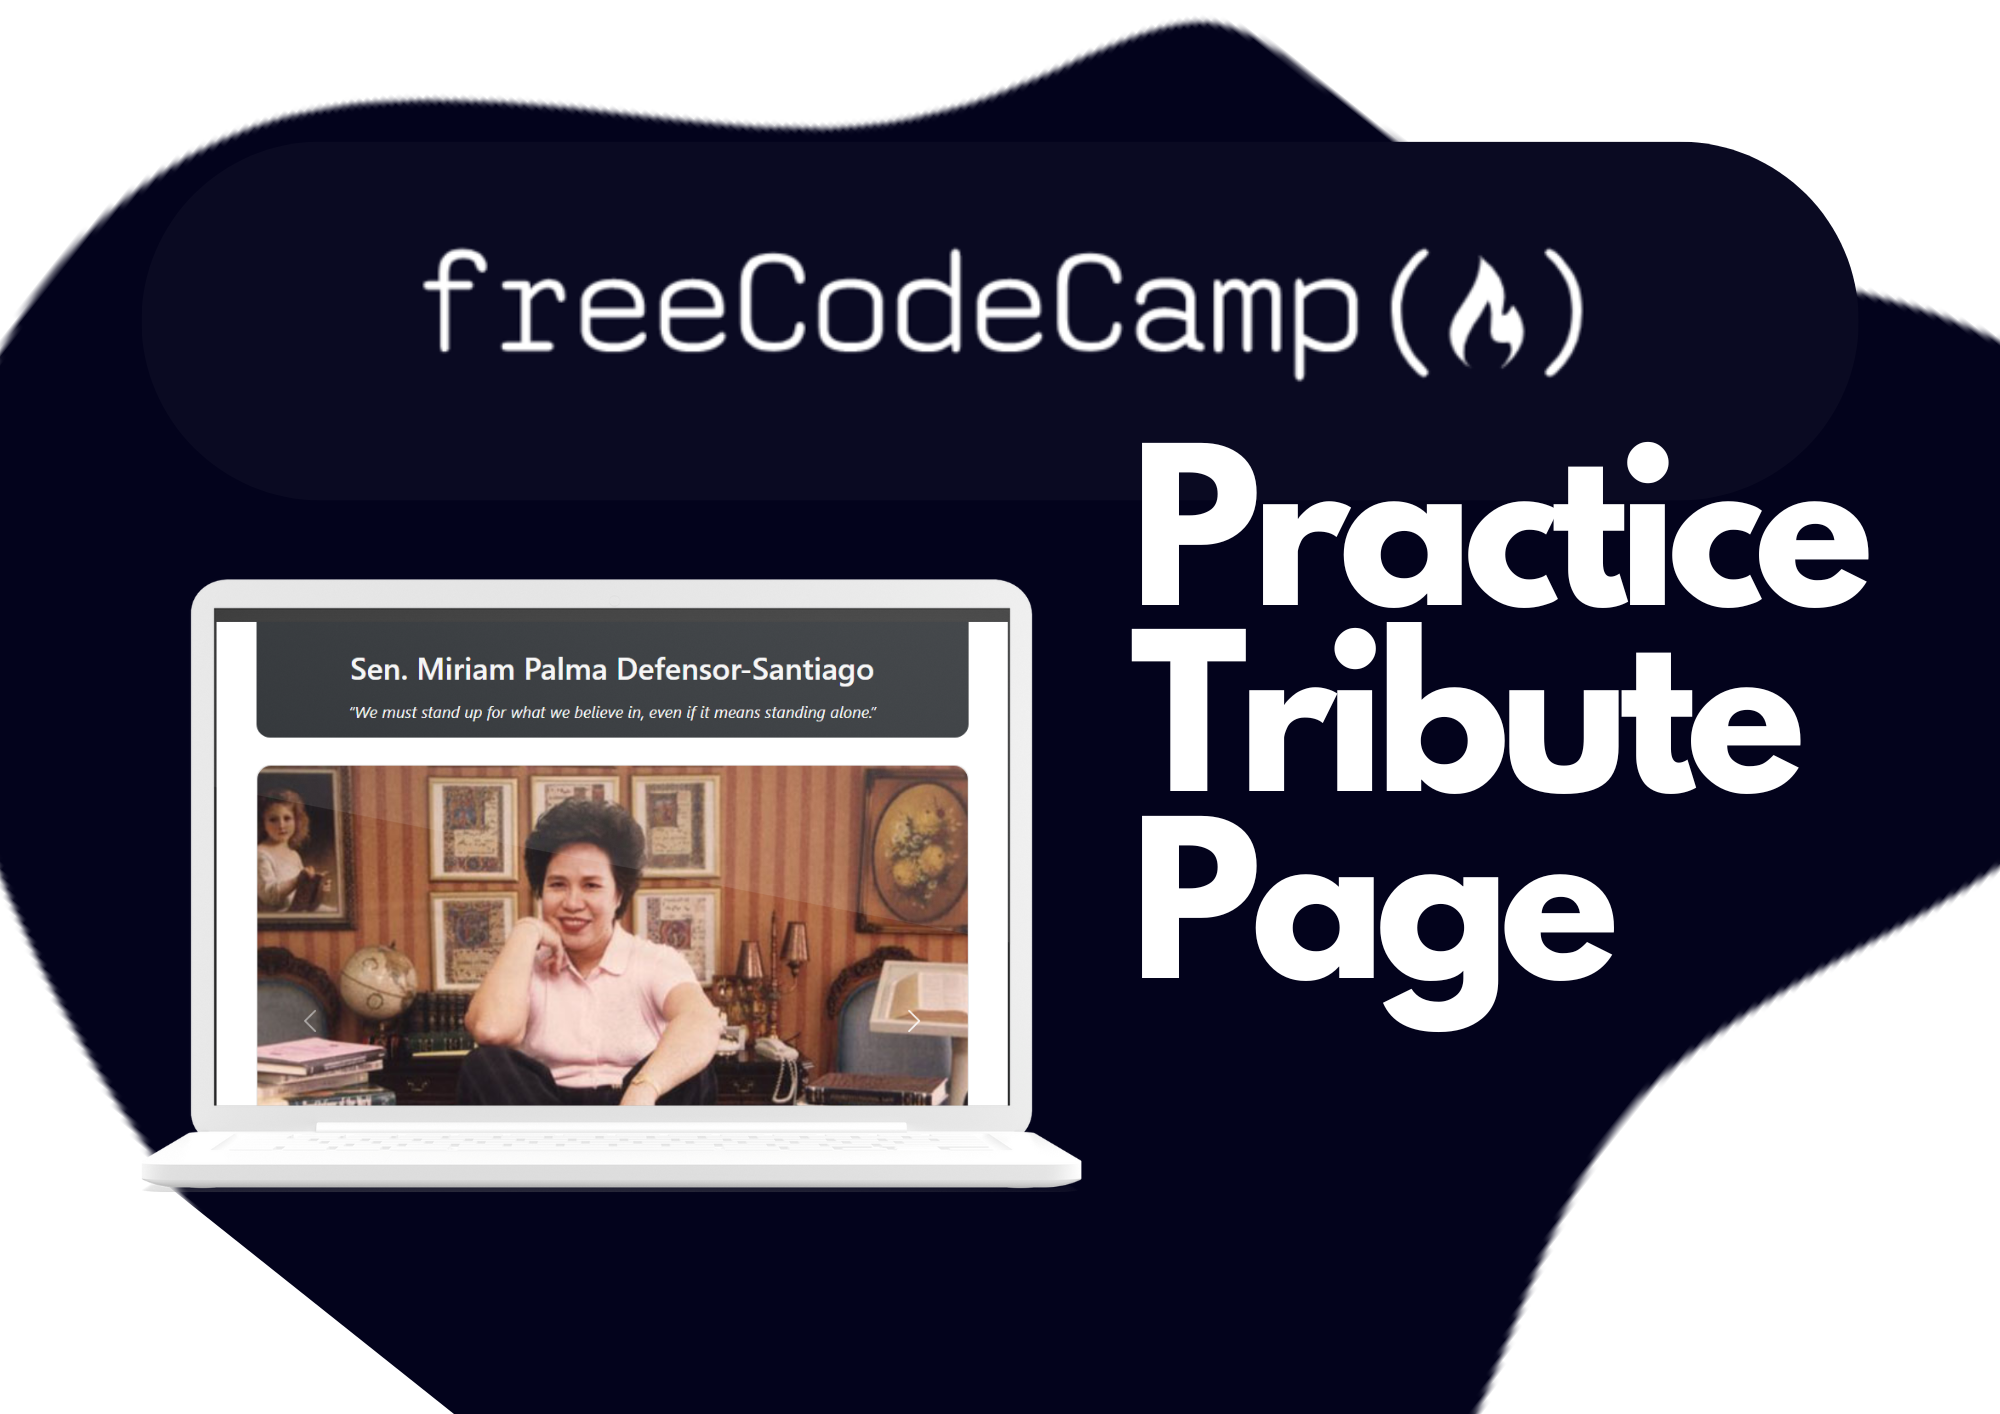 freeCodeCamp(🔥)
Practice
Tribute
Page
Sen. Miriam Palma Defensor-Santiago
"We must stand up for what we believe in, even if it means standing alone."